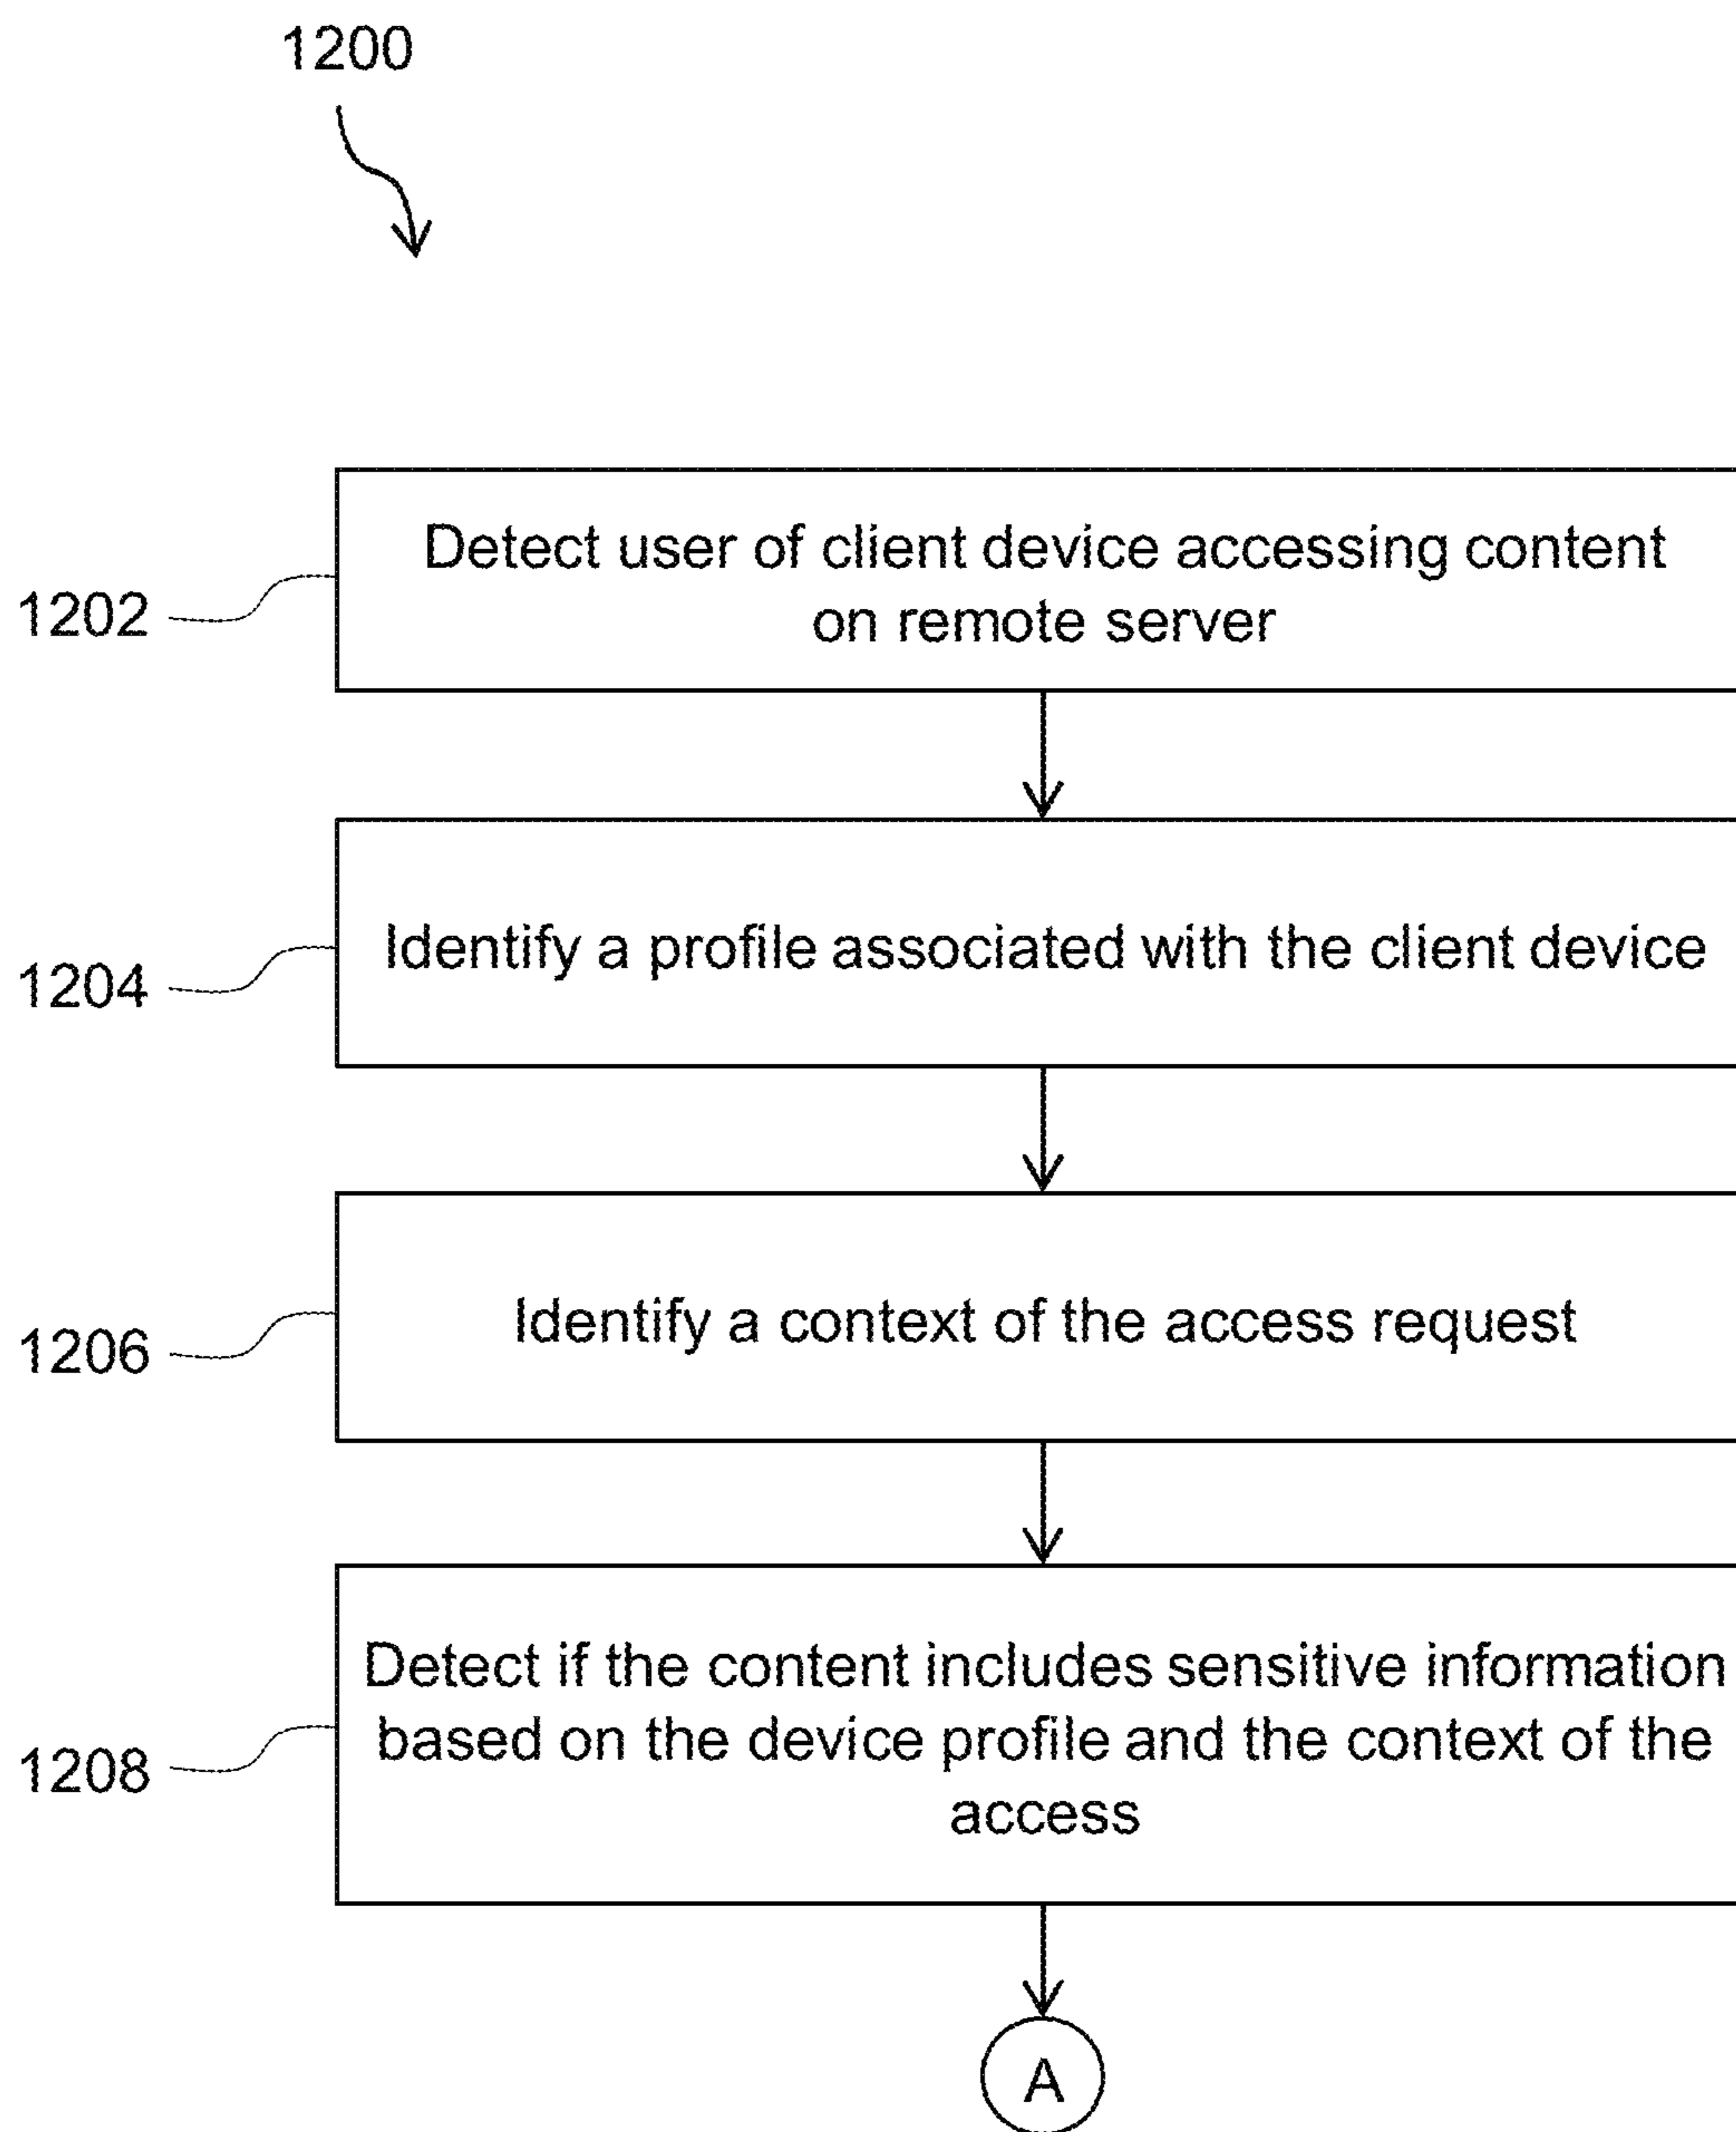 1200
1202
Detect user of client device accessing content
on remote server
1204
Identify a profile associated with the client device
1206
Identify a context of the access request
1208
Detect if the content includes sensitive information
based on the device profile and the context of the
access
A